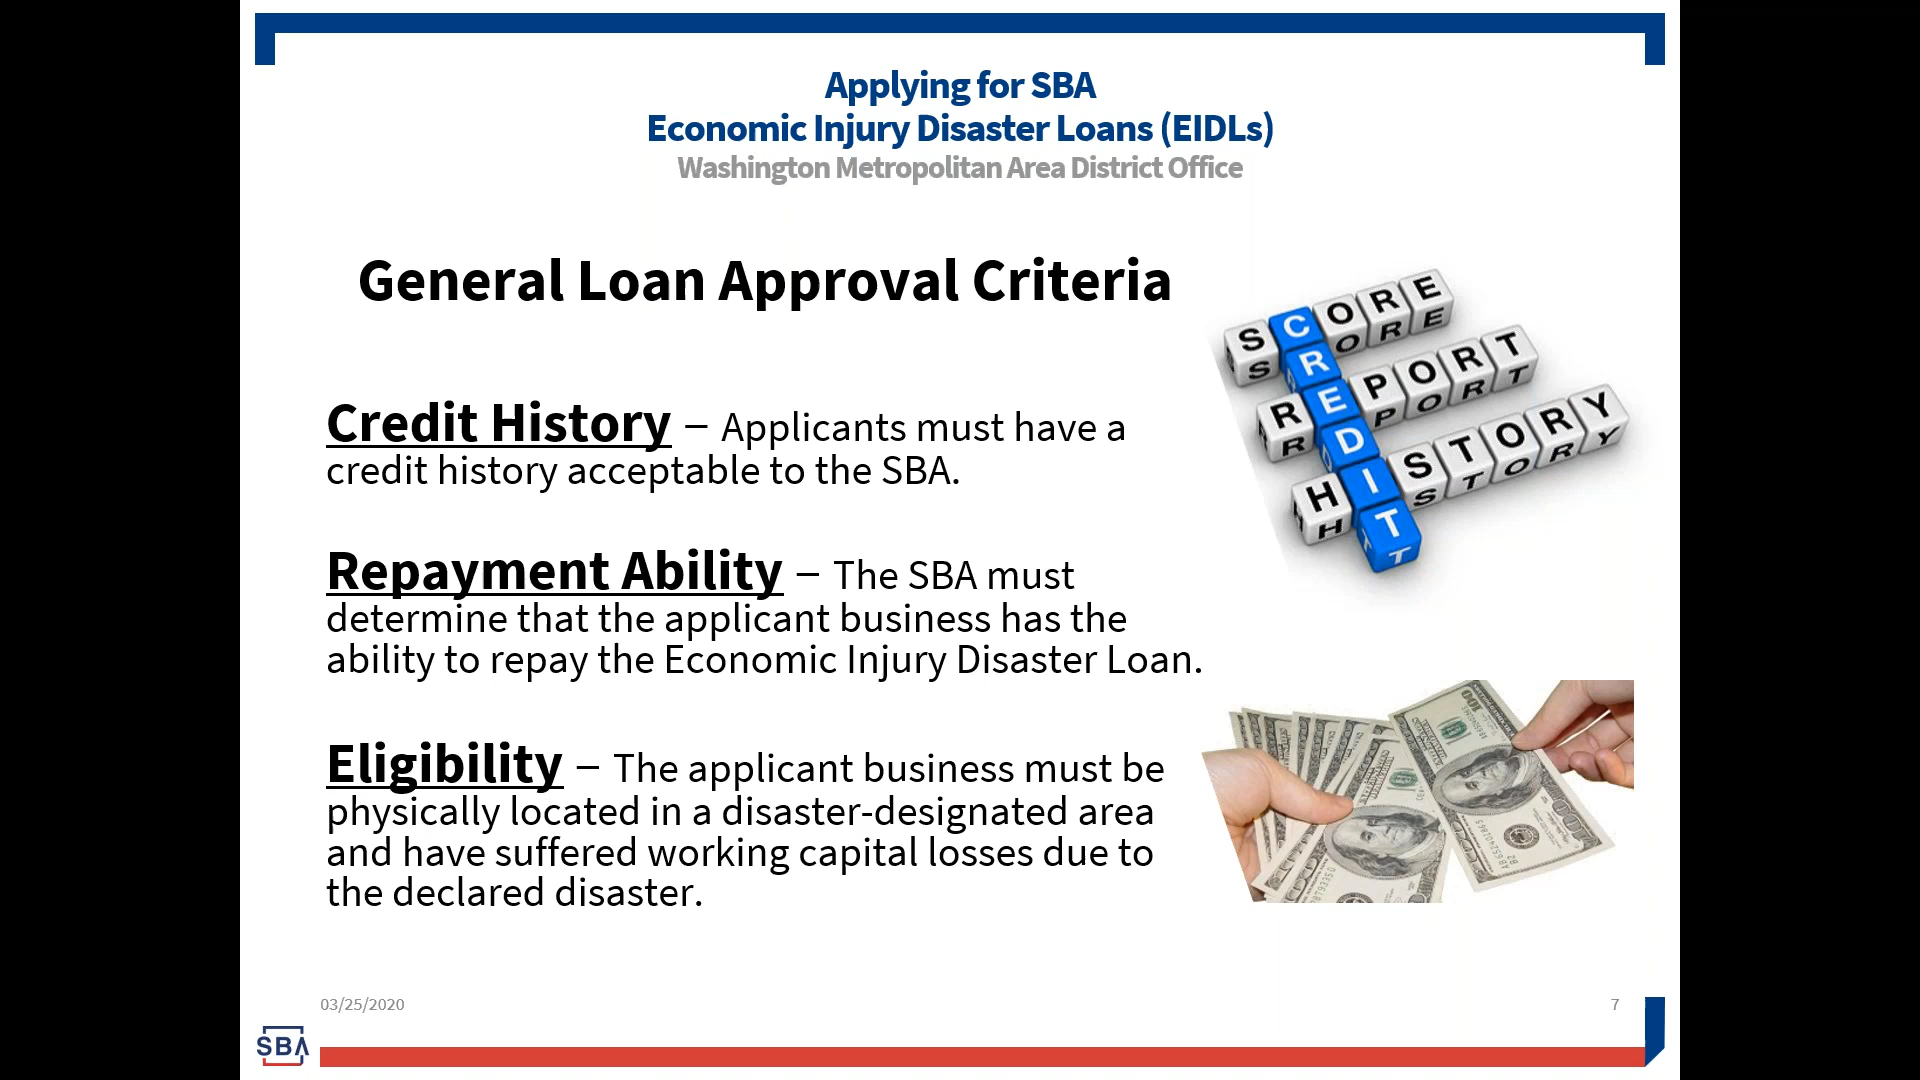 Applying for SBA
Economic Injury Disaster Loans (EIDLs)
Washington Metropolitan Area District Office
General Loan Approval Criteria
Credit History – Applicants must have a
credit history acceptable to the SBA.
Repayment Ability – The SBA must
determine that the applicant business has the
ability to repay the Economic Injury Disaster Loan.
Eligibility – The applicant business must be
physically located in a disaster-designated area
and have suffered working capital losses due to
the declared disaster.
SCORE
CREDIT
REPORT
HISTORY
100
100
03/25/2020
7
SBA